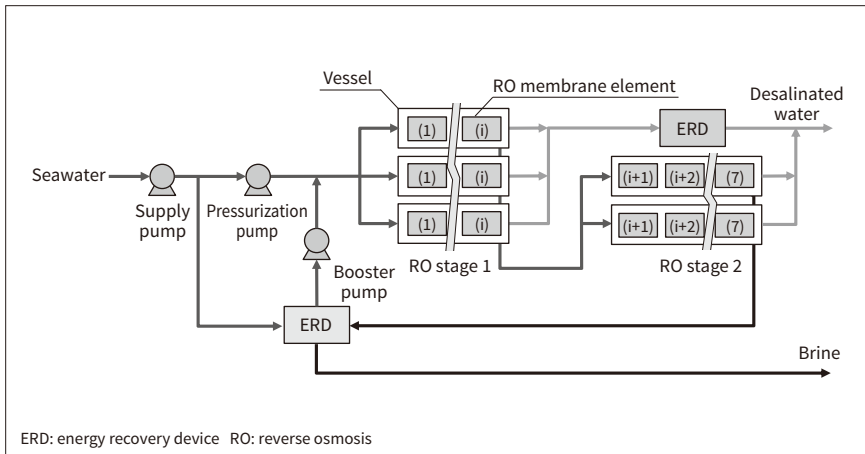 Vessel
RO membrane element
Desalinated
water
(1)
(i)
ERD
Seawater
(1)
(i)
(i+1)
(i+2)
(7)
Supply
pump
Pressurization
pump
(1)
(i)
(i+1)
(i+2)
(7)
Booster
pump
RO stage 1
RO stage 2
ERD
Brine
ERD: energy recovery device RO: reverse osmosis